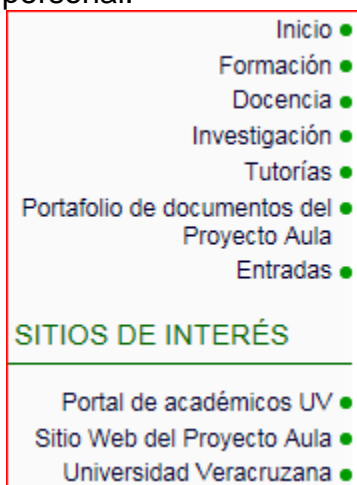 personal.
Inicio
Formación
Docencia
Investigación
Tutorías
Portafolio de documentos del
Proyecto Aula
Entradas
SITIOS DE INTERÉS
Portal de académicos UV
Sitio Web del Proyecto Aula
Universidad Veracruzana